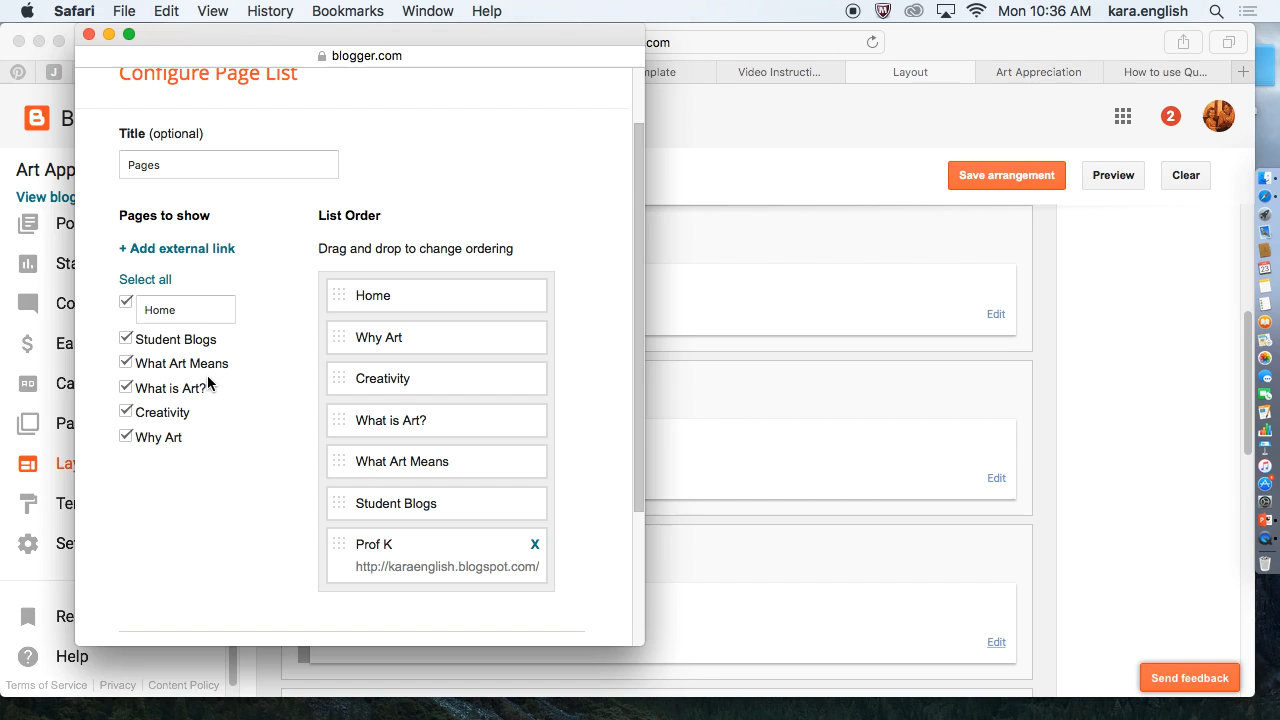 Safari File Edit View History Bookmarks Window Help Mon 10:36 AM kara.english
blogger.com
com
mplate Video Instructi... Layout Art Appreciation How to use Qu...
Configure Page List
B
2
Title (optional)
Pages
Art App
View blog
Save arrangement Preview Clear
Pages to show
List Order
+ Add external link
Drag and drop to change ordering
Select all
Home
Student Blogs
What Art Means
What is Art?
Creativity
Why Art
Home
Why Art
Creativity
What is Art?
What Art Means
Student Blogs
Prof K X
http://karaenglish.blogspot.com/
Edit
Edit
Edit
Po
Sta
Co
Ea
Ca
Pa
Lay
Te
Se
Re
Help
Terms of Service | Privacy | Content Policy
Send feedback